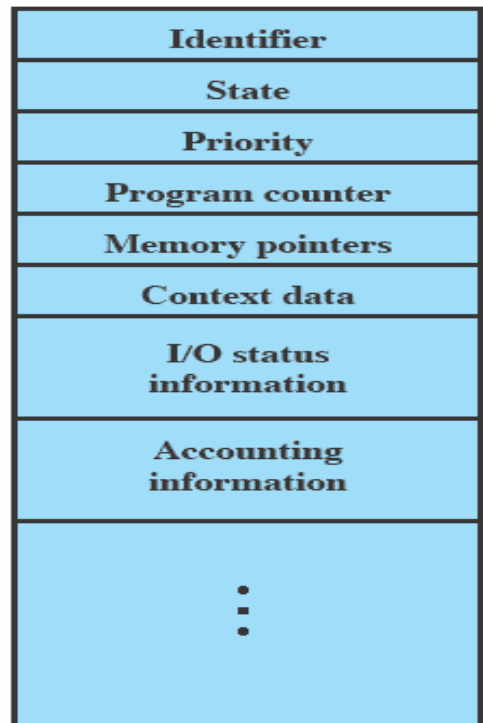 Identifier
State
Priority
Program counter
Memory pointers
Context data
I/O status
information
Accounting
information